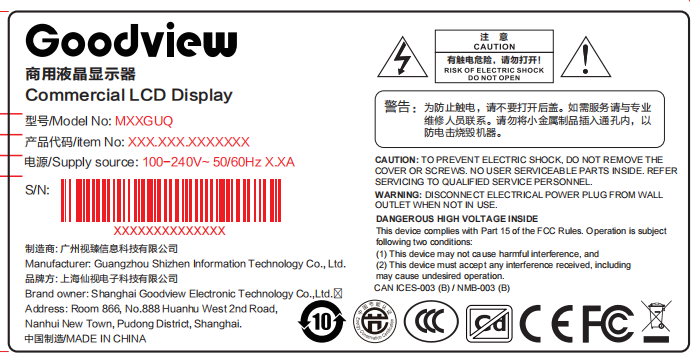 Goodview
商用液晶显示器
Commercial LCD Display
型号/Model No: MXXGUQ
产品代码/item No: XXX.XXX.XXXXXXX
电源/Supply source: 100-240V~ 50/60Hz X.XA
S/N:
XXXXXXXXXXXXXX
制造商: 广州视臻信息科技有限公司
Manufacturer: Guangzhou Shizhen Information Technology Co., Ltd.
品牌方: 上海仙视电子科技有限公司
Brand owner: Shanghai Goodview Electronic Technology Co.,Ltd.
Address: Room 866, No.888 Huanhu West 2nd Road,
Nanhui New Town, Pudong District, Shanghai.
中国制造/MADE IN CHINA
注 意
CAUTION
有触电危险，请勿打开!
RISK OF ELECTRIC SHOCK
DO NOT OPEN
警告: 为防止触电，请不要打开后盖。如需服务请与专业
维修人员联系。请勿将小金属制品插入通孔内，以
防电击烧毁机器。
CAUTION: TO PREVENT ELECTRIC SHOCK, DO NOT REMOVE THE
COVER OR SCREWS. NO USER SERVICEABLE PARTS INSIDE. REFER
SERVICING TO QUALIFIED SERVICE PERSONNEL.
WARNING: DISCONNECT ELECTRICAL POWER PLUG FROM WALL
OUTLET WHEN NOT IN USE.
DANGEROUS HIGH VOLTAGE INSIDE
This device complies with Part 15 of the FCC Rules. Operation is subject
following two conditions:
(1) This device may not cause harmful interference, and
(2) This device must accept any interference received, including
may cause undesired operation.
CAN ICES-003 (B) / NMB-003 (B)
10
CCC
Cd
CE
FC